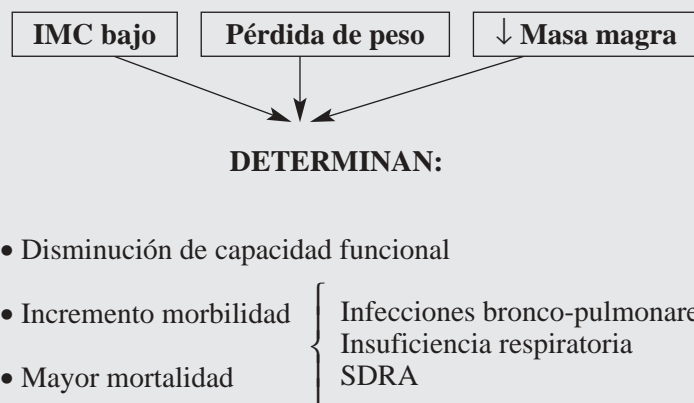 IMC bajo
Pérdida de peso
↓ Masa magra
DETERMINAN:
• Disminución de capacidad funcional
• Incremento morbilidad
Infecciones bronco-pulmonare
Insuficiencia respiratoria
• Mayor mortalidad
SDRA